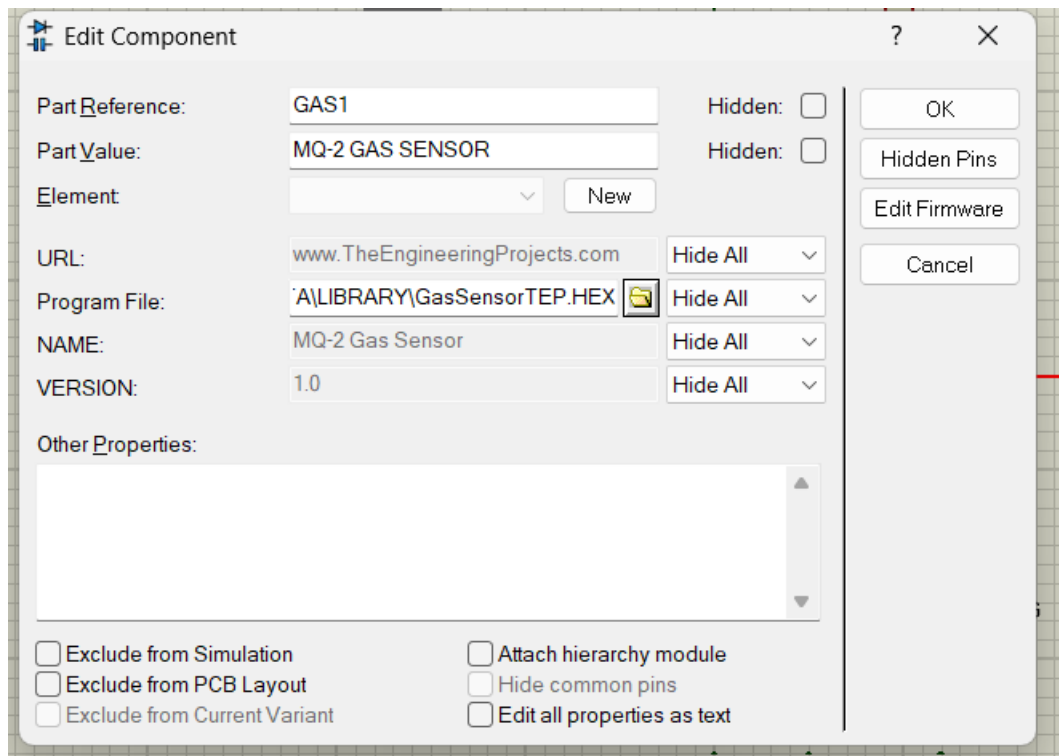 Edit Component ?
Part Reference: GAS1 Hidden: OK
Part Value: MQ-2 GAS SENSOR Hidden: Hidden Pins
Element: New Edit Firmware
URL: www.TheEngineeringProjects.com Hide All Cancel
Program File: A\LIBRARY\GasSensorTEP.HEX Hide All
NAME: MQ-2 Gas Sensor Hide All
VERSION: 1.0 Hide All
Other Properties:
Exclude from Simulation Attach hierarchy module
Exclude from PCB Layout Hide common pins
Exclude from Current Variant Edit all properties as text